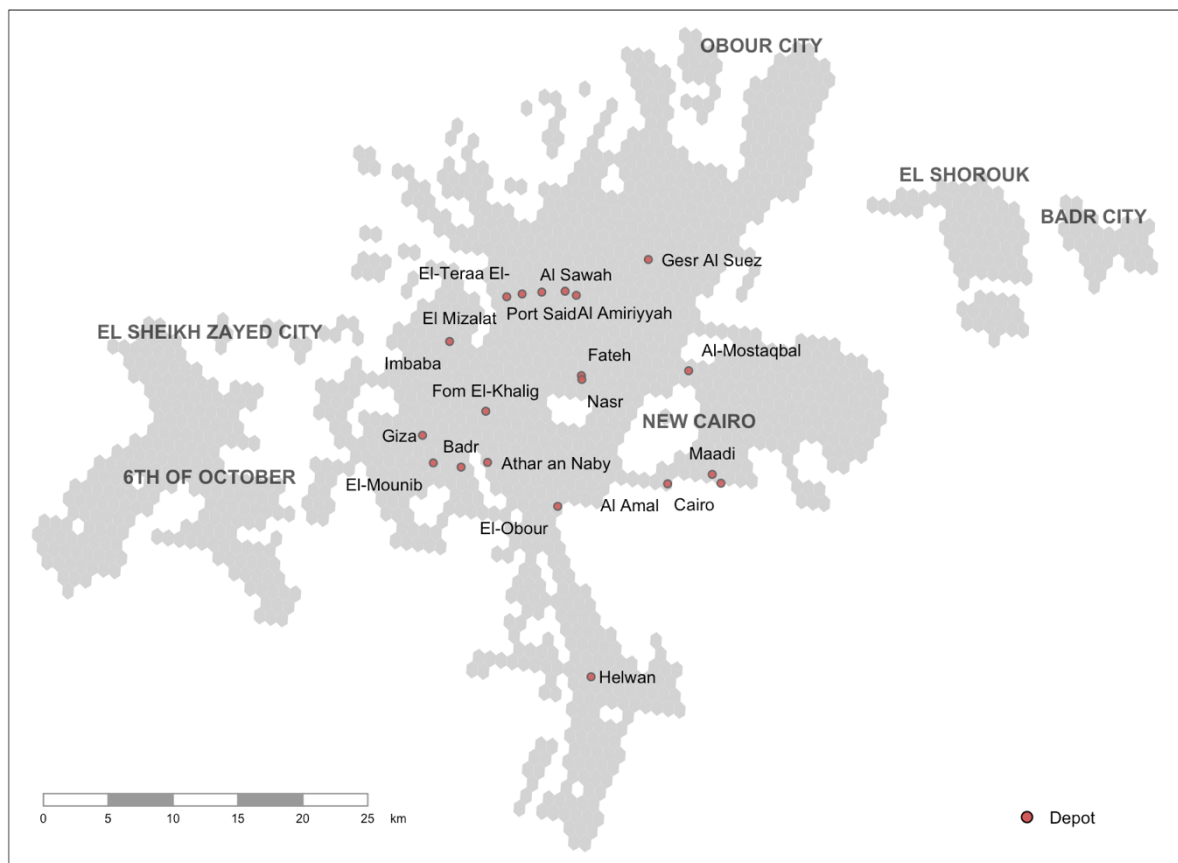 OBOUR CITY
EL SHOROUK
BADR CITY
Gesr Al Suez
El-Teraa El-
Al Sawah
El Mizalat
Port Said
Al Amiriyyah
EL SHEIKH ZAYED CITY
Imbaba
Fateh
Al-Mostaqbal
Fom El-Khalig
Nasr
NEW CAIRO
Giza
Badr
Athar an Naby
Maadi
6TH OF OCTOBER
El-Mounib
El-Obour
Al Amal
Cairo
Helwan
0 5 10 15 20 25 km
Depot